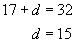 17 + d = 32
d = 15